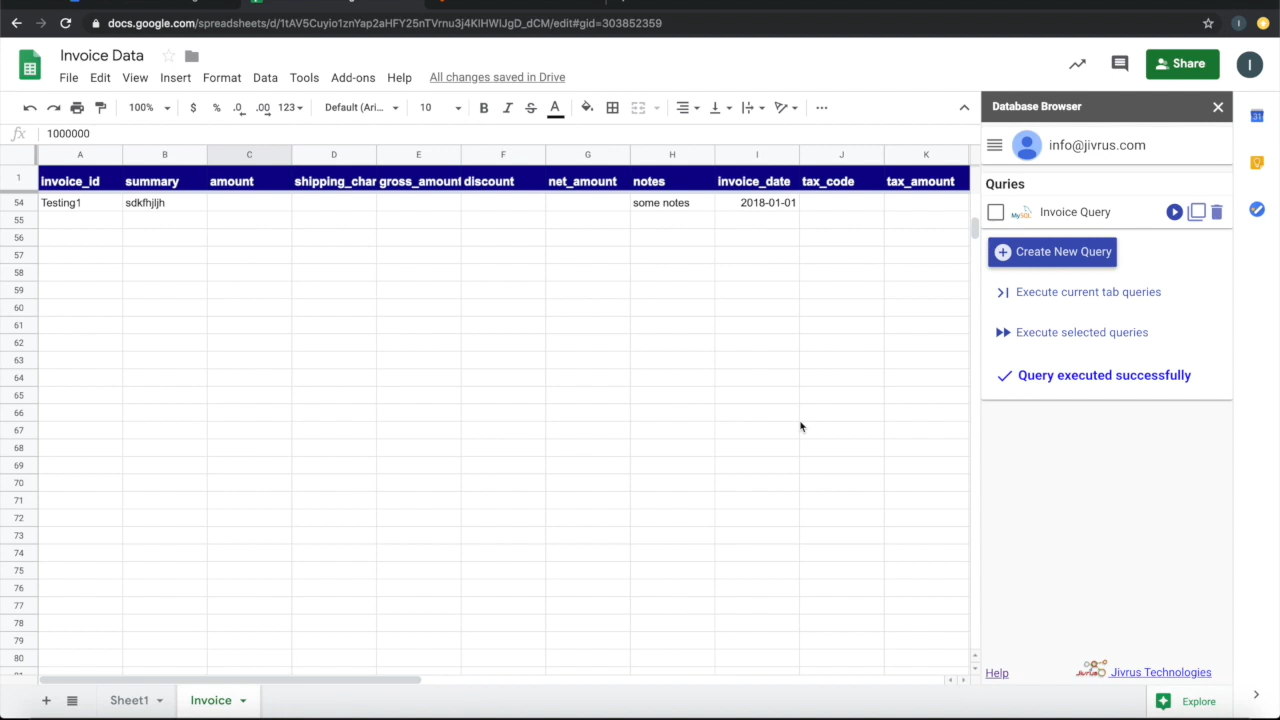 docs.google.com/spreadsheets/d/1tAV5Cuyio1znYap2aHFY25nTVrnu3j4KlHWIJgD_dCM/edit#gid=303852359
I
Invoice Data
File Edit View Insert Format Data Tools Add-ons Help All changes saved in Drive
Share
I
100% $ % .0 .00 123 Default (Ari... 10 B I S A
fx 1000000
A B C D E F G H I J K
1 invoice_id summary amount shipping_char gross_amount discount net_amount notes invoice_date tax_code tax_amount
54 Testing1 sdkfhjljh some notes 2018-01-01
55
56
57
58
59
60
61
62
63
64
65
66
67
68
69
70
71
72
73
74
75
76
77
78
79
80
Sheet1 Invoice
Database Browser
info@jivrus.com
Quries
MySQL Invoice Query
Create New Query
Execute current tab queries
Execute selected queries
Query executed successfully
Help Jivrus Jivrus Technologies
Explore
31